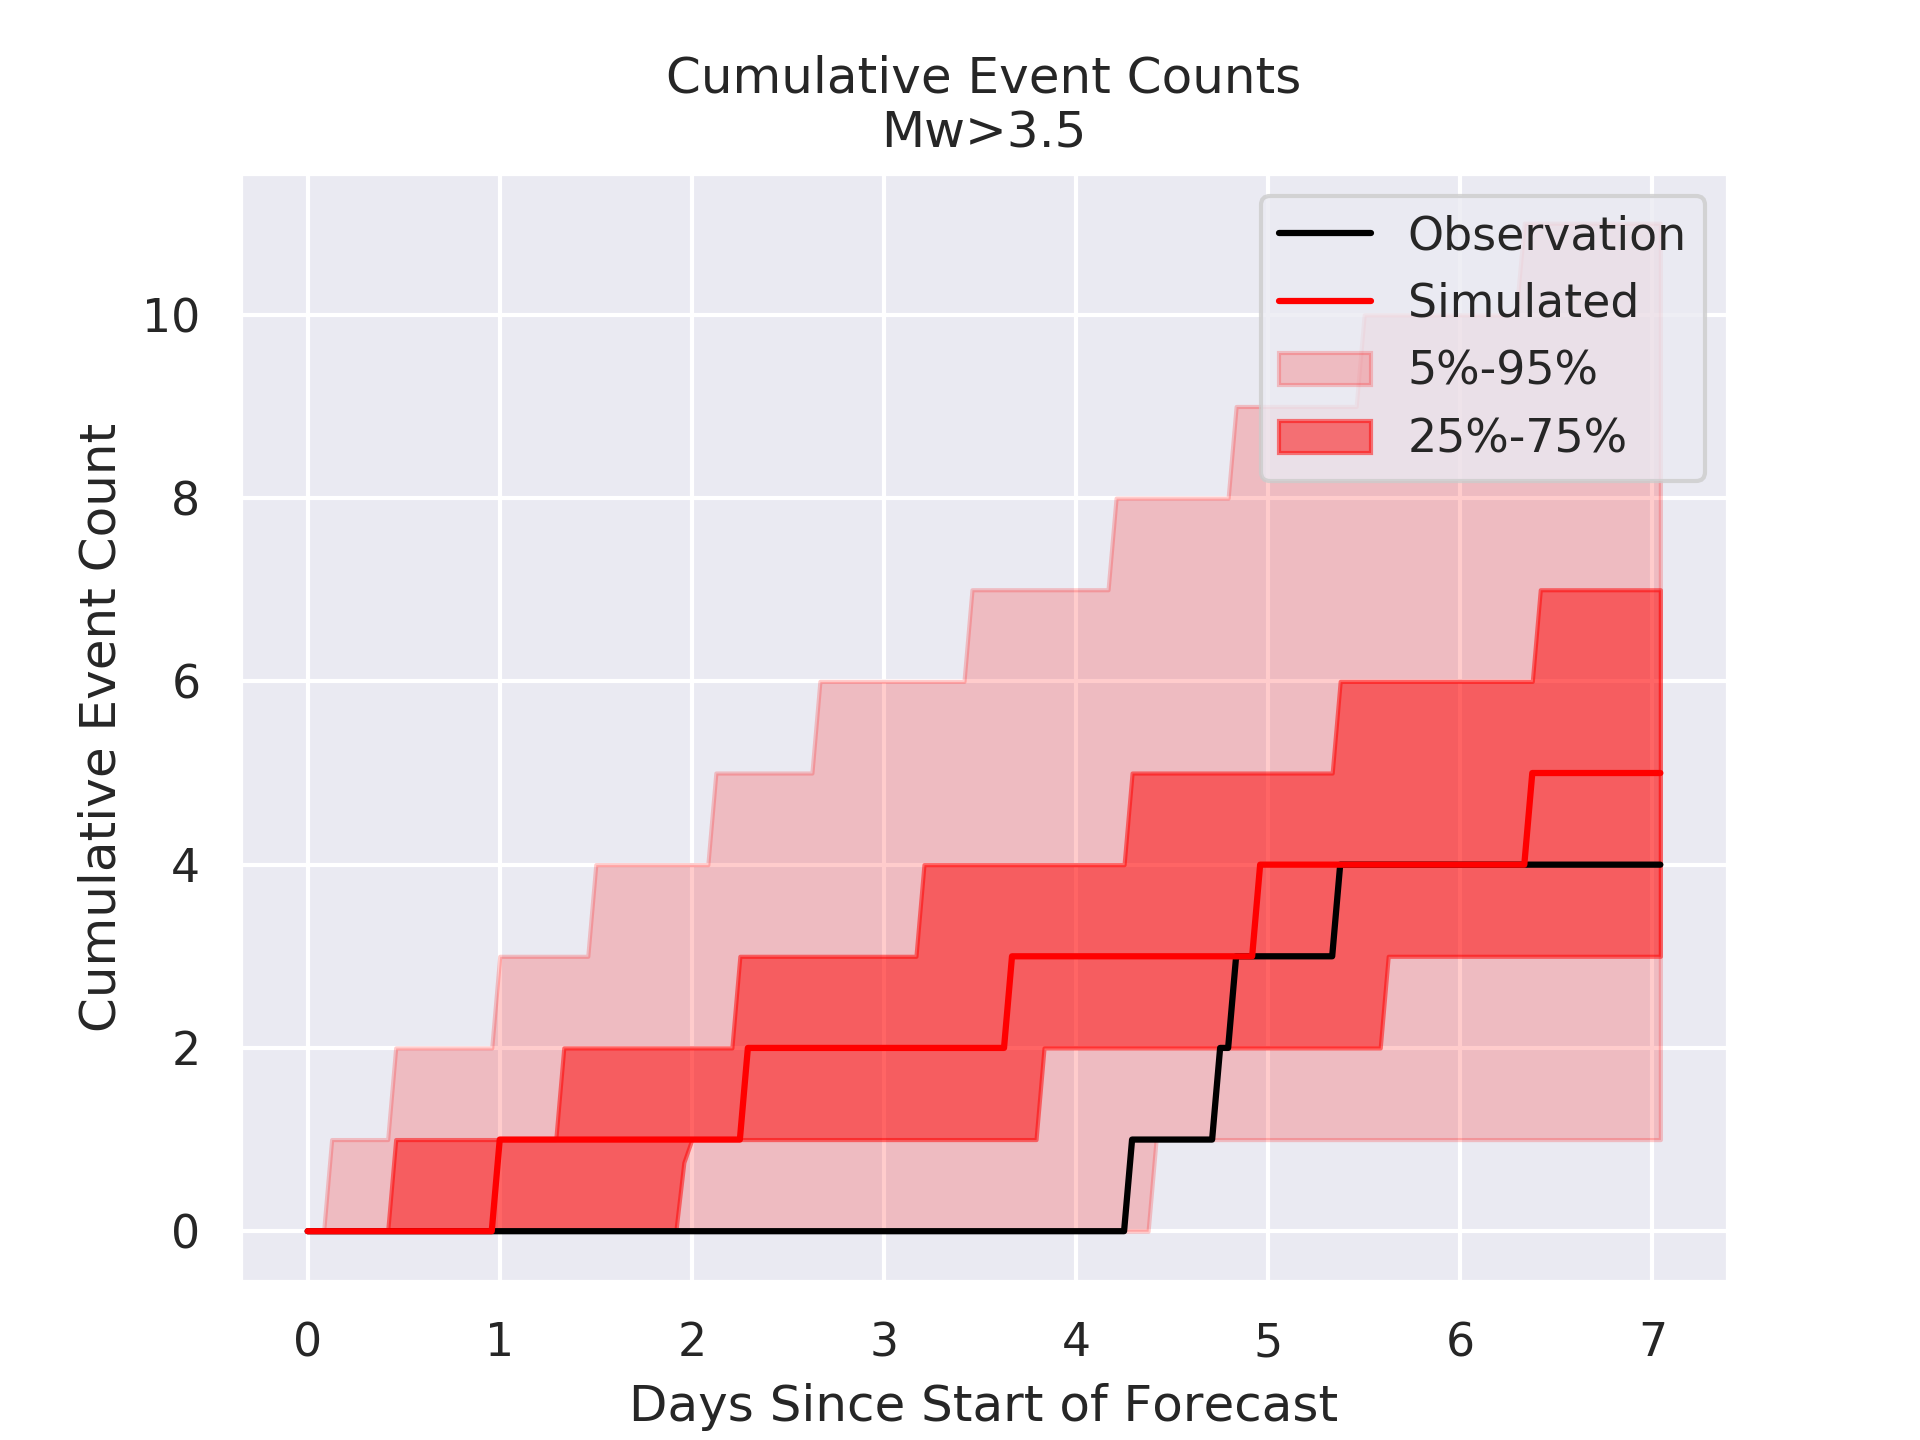 Cumulative Event Counts
Mw>3.5
Cumulative Event Count
10
8
6
4
2
0
Observation
Simulated
5%-95%
25%-75%
0 1 2 3 4 5 6 7
Days Since Start of Forecast